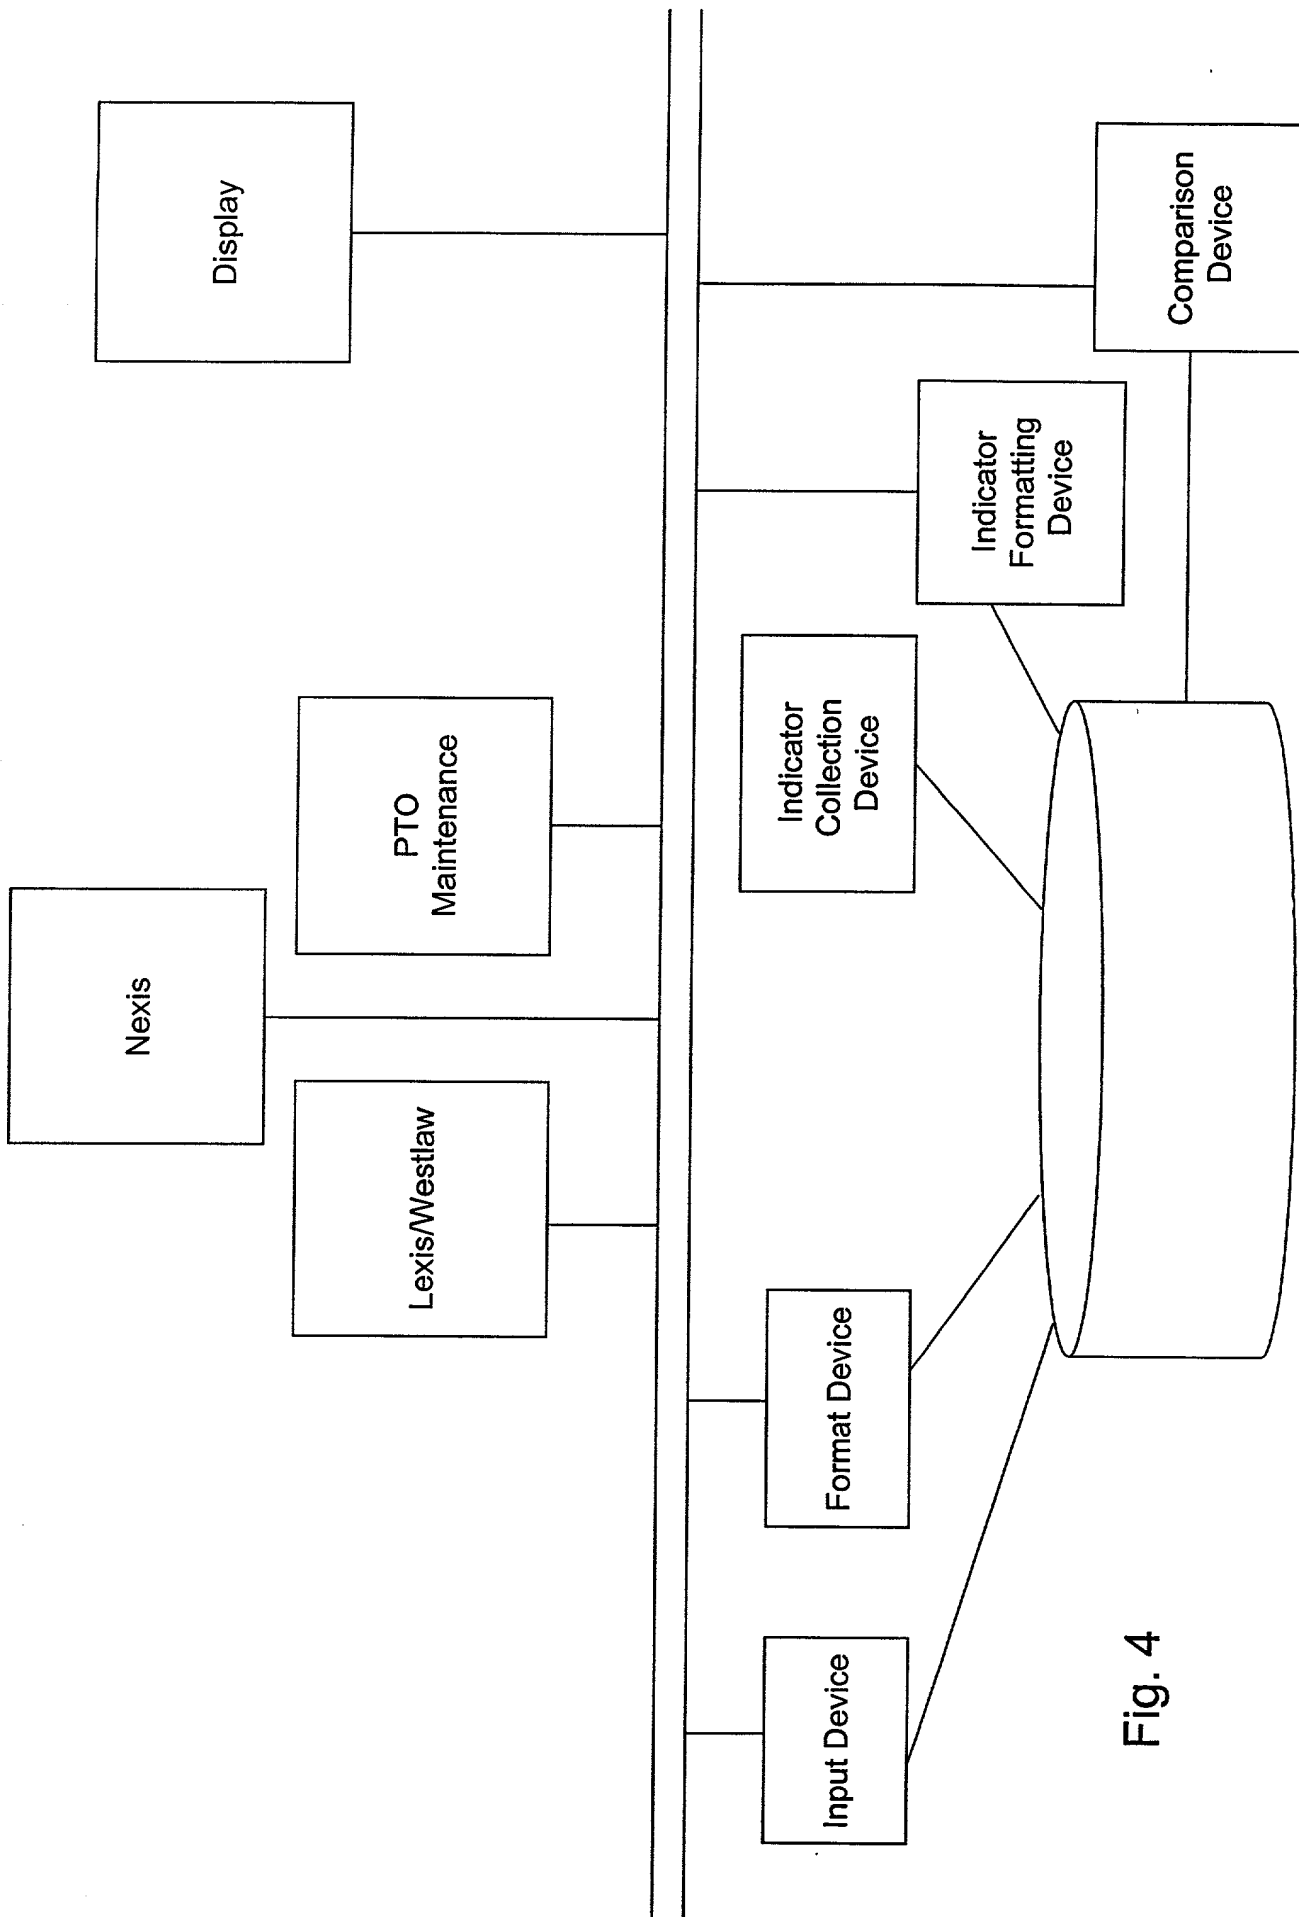 Nexis
Display
Lexis/Westlaw
PTO
Maintenance
Input Device
Format Device
Indicator
Collection
Device
Indicator
Formatting
Device
Comparison
Device
Fig. 4